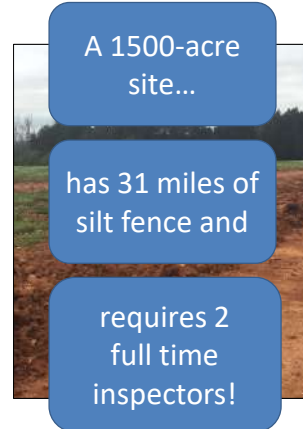 A 1500-acre
site…
has 31 miles of
silt fence and
requires 2
full time
inspectors!